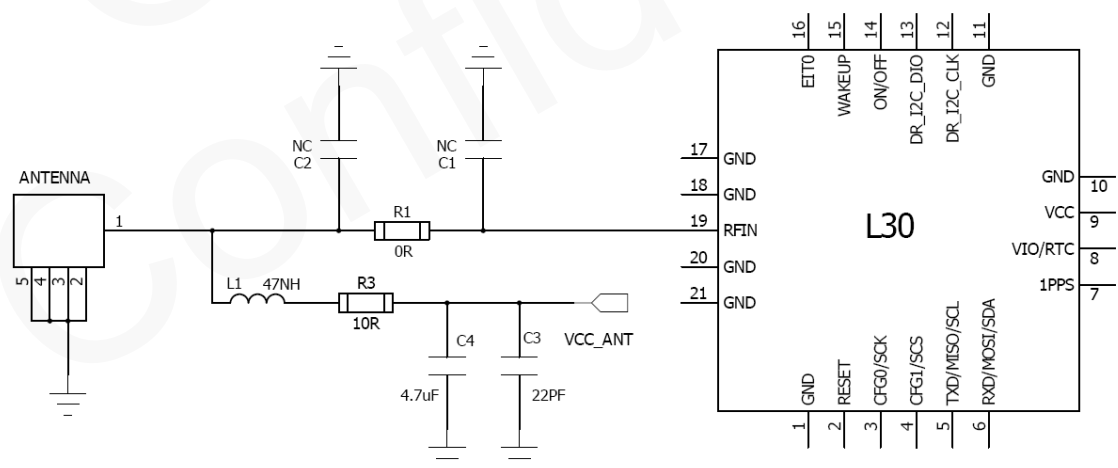 Confid
16
15
14
13
12
11
EIT0
WAKEUP
ON/OFF
DR_I2C_DIO
DR_I2C_CLK
GND
NC
C2
NC
C1
17 GND
18 GND
ANTENNA
1
R1
0R
19 RFIN
L30
GND 10
VCC 9
VIO/RTC 8
1PPS 7
20 GND
21 GND
5
4
3
2
L1 47NH
R3
10R
VCC_ANT
C4
4.7uF
C3
22PF
GND
RESET
CFG0/SCK
CFG1/SCS
TXD/MISO/SCL
RXD/MOSI/SDA
1
2
3
4
5
6